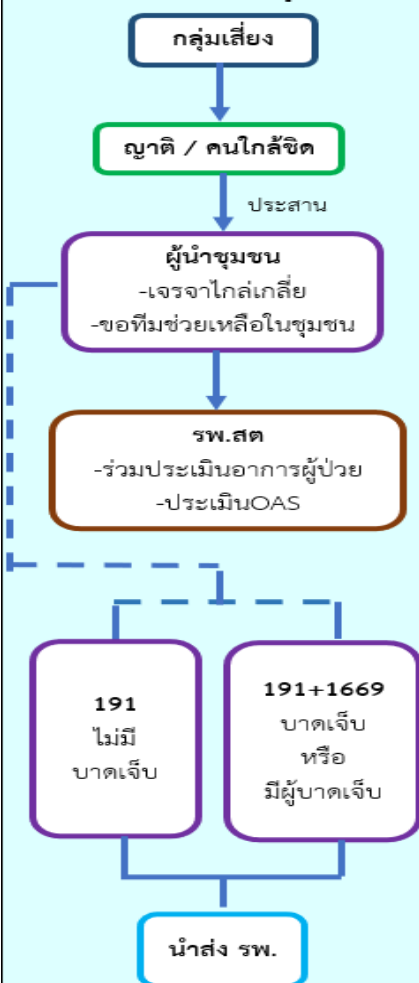 กลุ่มเสี่ยง
ญาติ / คนใกล้ชิด
ประสาน
ผู้นำชุมชน
-เจรจาไกล่เกลี่ย
-ขอทีมช่วยเหลือในชุมชน
รพ.สต
-ร่วมประเมินอาการผู้ป่วย
-ประเมินOAS
191
ไม่มี
บาดเจ็บ
191+1669
บาดเจ็บ
หรือ
มีผู้บาดเจ็บ
นำส่ง รพ.